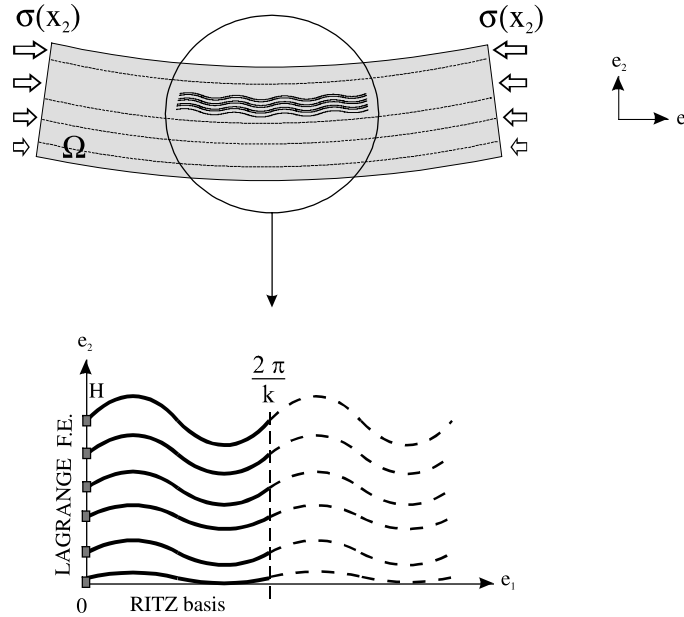 σ(x₂) σ(x₂)
e₂
e
Ω
e₂
2 π
k
H
LAGRANGE F.E.
e₁
0 RITZ basis